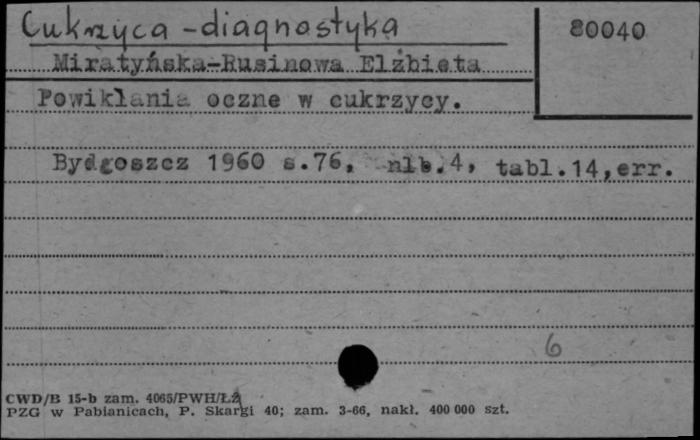 Cukrzyca - diagnostyka
80040
Miratyńska-Rusinowa Elżbieta
Powikłania oczne w cukrzycy.
Bydgoszcz 1960 s.76, nlb.4, tabl.14,err.
6
CWD/B 15-b zam. 4065/PWH/ŁŻ
PZG w Pabianicach, P. Skargi 40; zam. 3-66, nakł. 400 000 szt.